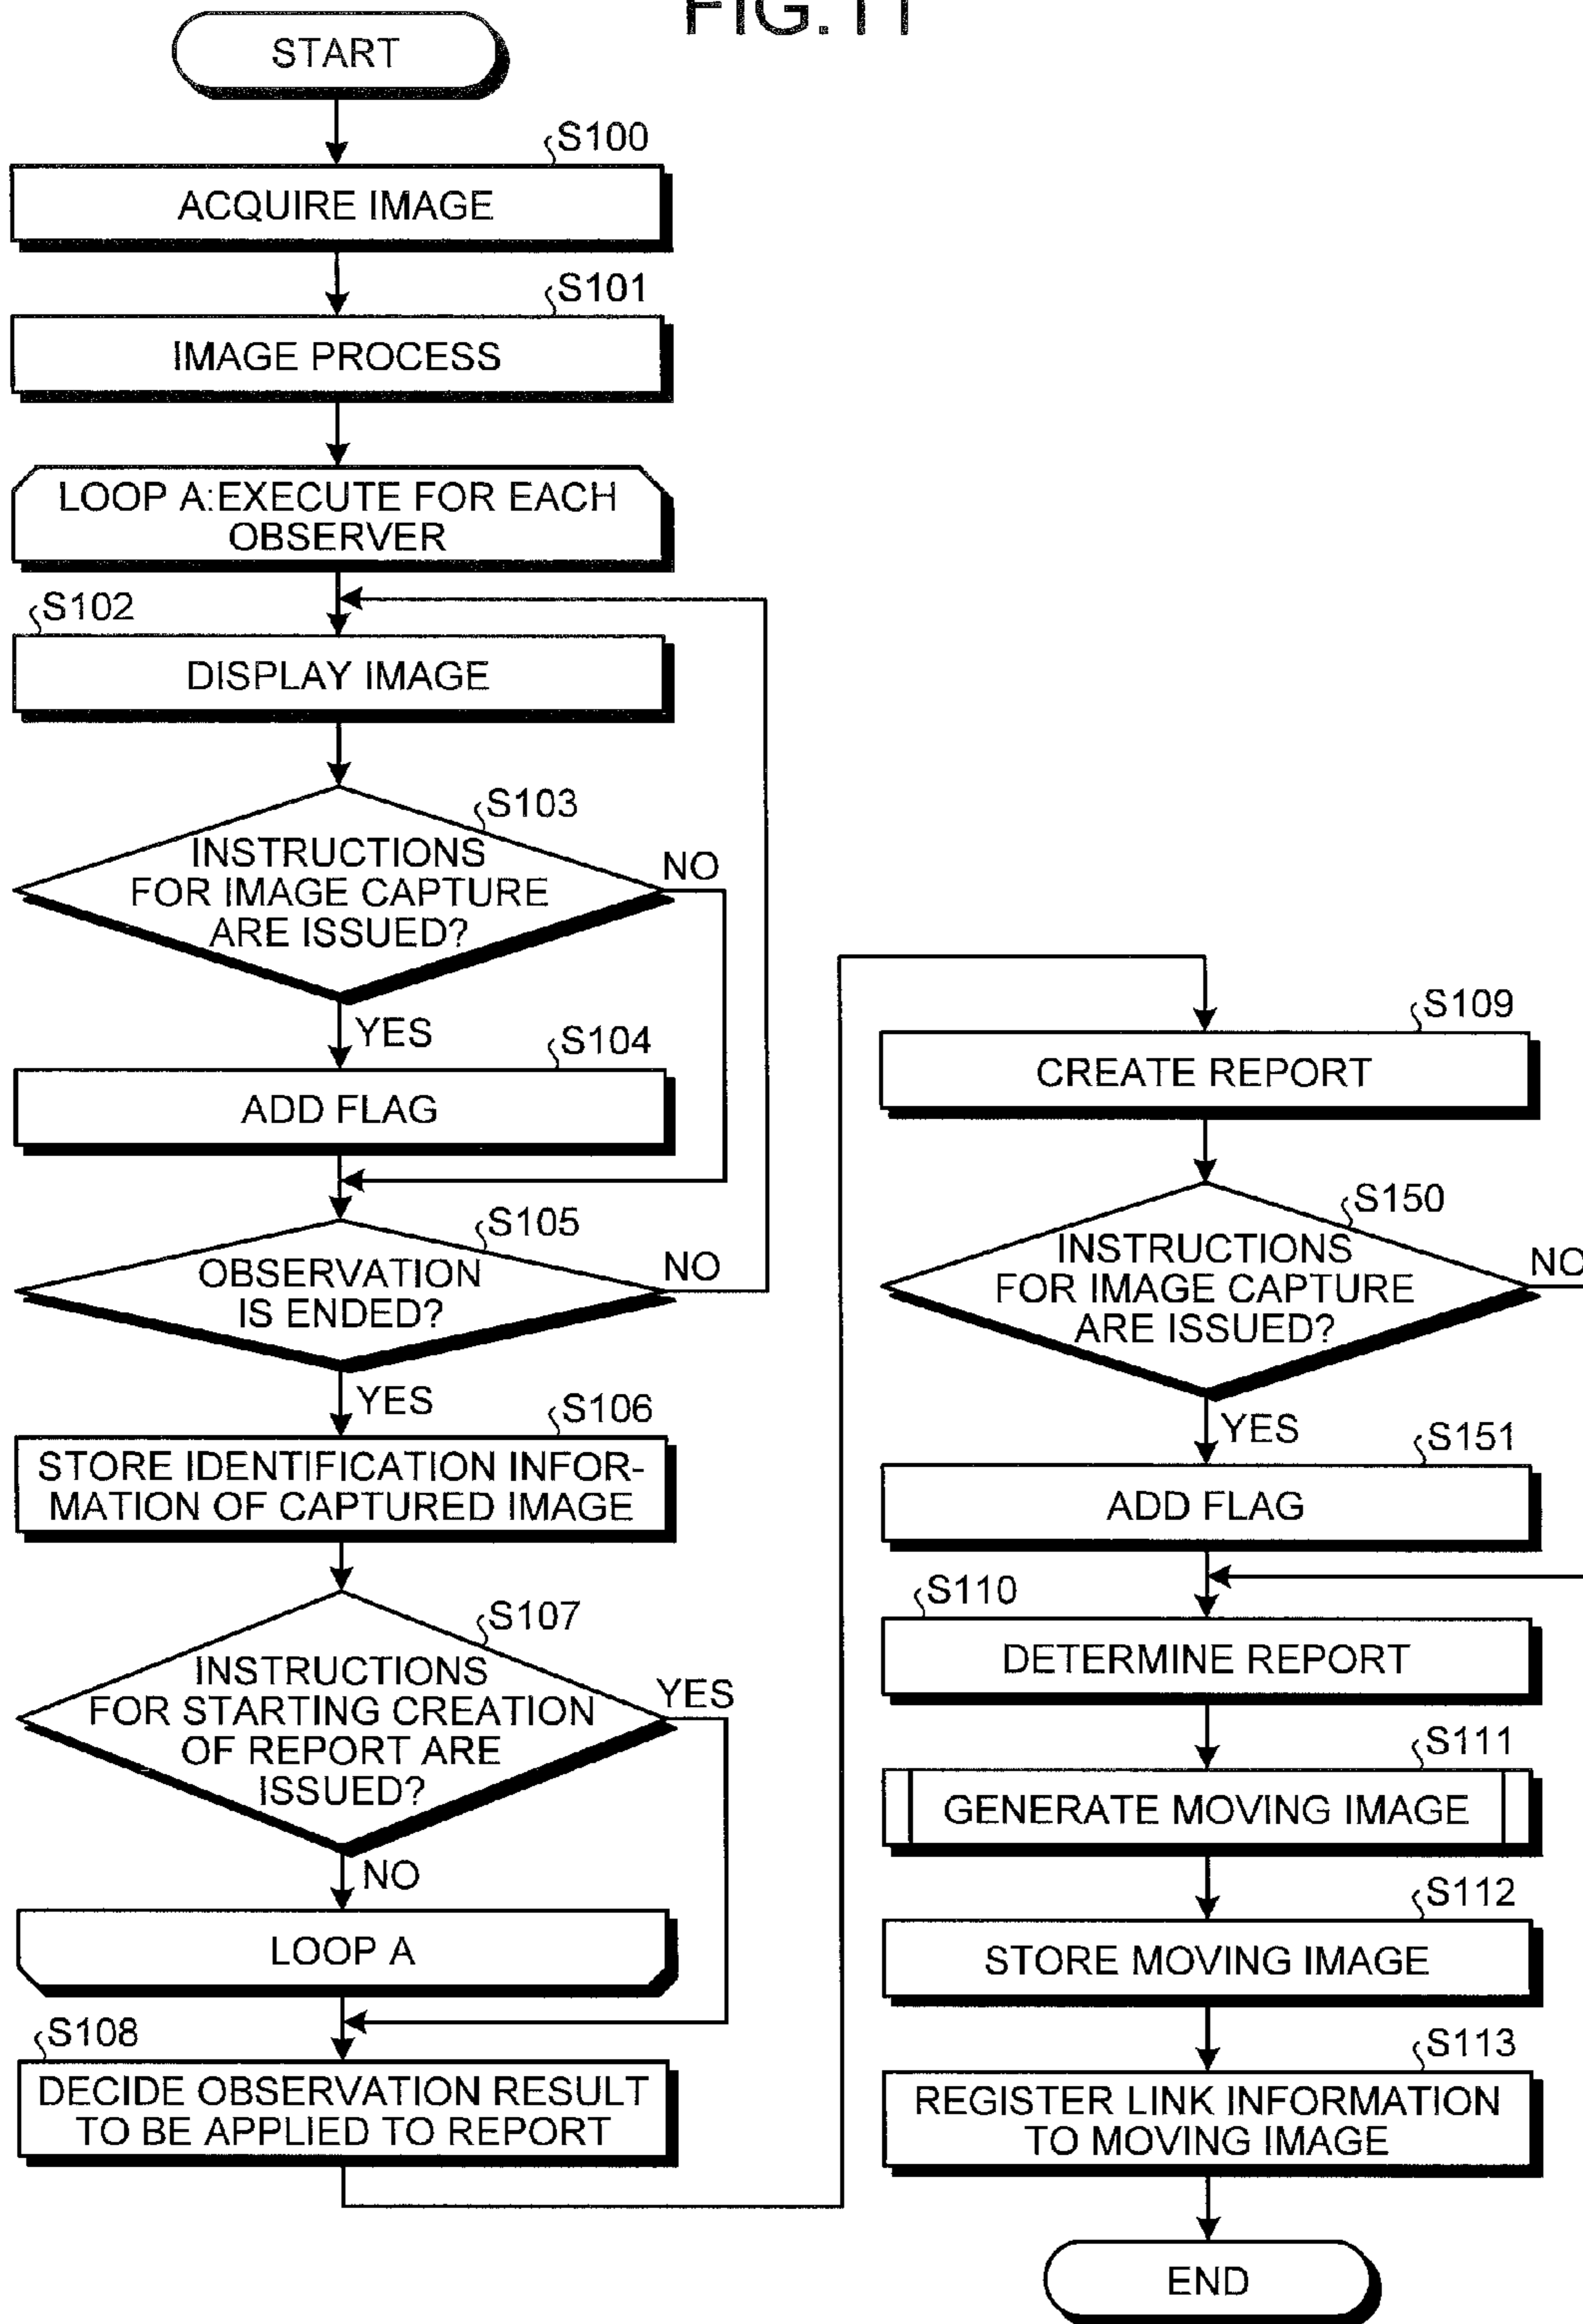 FIG.11
START
S100
ACQUIRE IMAGE
S101
IMAGE PROCESS
LOOP A:EXECUTE FOR EACH
OBSERVER
S102
DISPLAY IMAGE
S103
INSTRUCTIONS
FOR IMAGE CAPTURE
ARE ISSUED?
NO
YES
S104
ADD FLAG
S105
OBSERVATION
IS ENDED?
NO
YES
S106
STORE IDENTIFICATION INFOR-
MATION OF CAPTURED IMAGE
S107
INSTRUCTIONS
FOR STARTING CREATION
OF REPORT ARE
ISSUED?
YES
NO
LOOP A
S108
DECIDE OBSERVATION RESULT
TO BE APPLIED TO REPORT
S109
CREATE REPORT
S150
INSTRUCTIONS
FOR IMAGE CAPTURE
ARE ISSUED?
NO
YES
S151
ADD FLAG
S110
DETERMINE REPORT
S111
GENERATE MOVING IMAGE
S112
STORE MOVING IMAGE
S113
REGISTER LINK INFORMATION
TO MOVING IMAGE
END